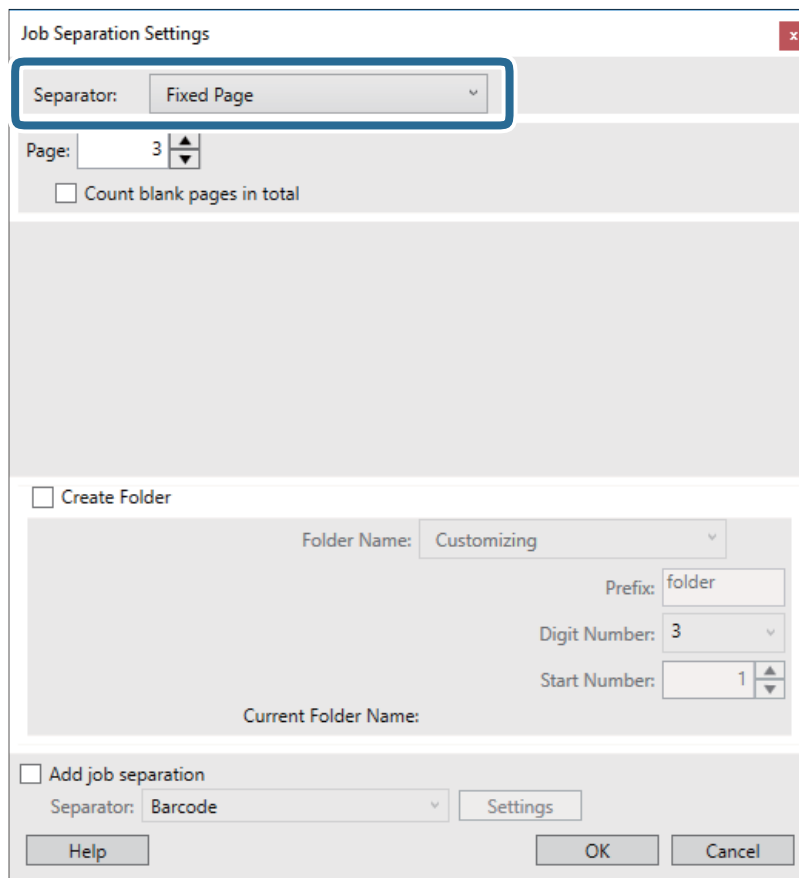 Job Separation Settings
x
Separator: Fixed Page
Page: 3
Count blank pages in total
Create Folder
Folder Name: Customizing
Prefix: folder
Digit Number: 3
Start Number: 1
Current Folder Name:
Add job separation
Separator: Barcode Settings
Help OK Cancel